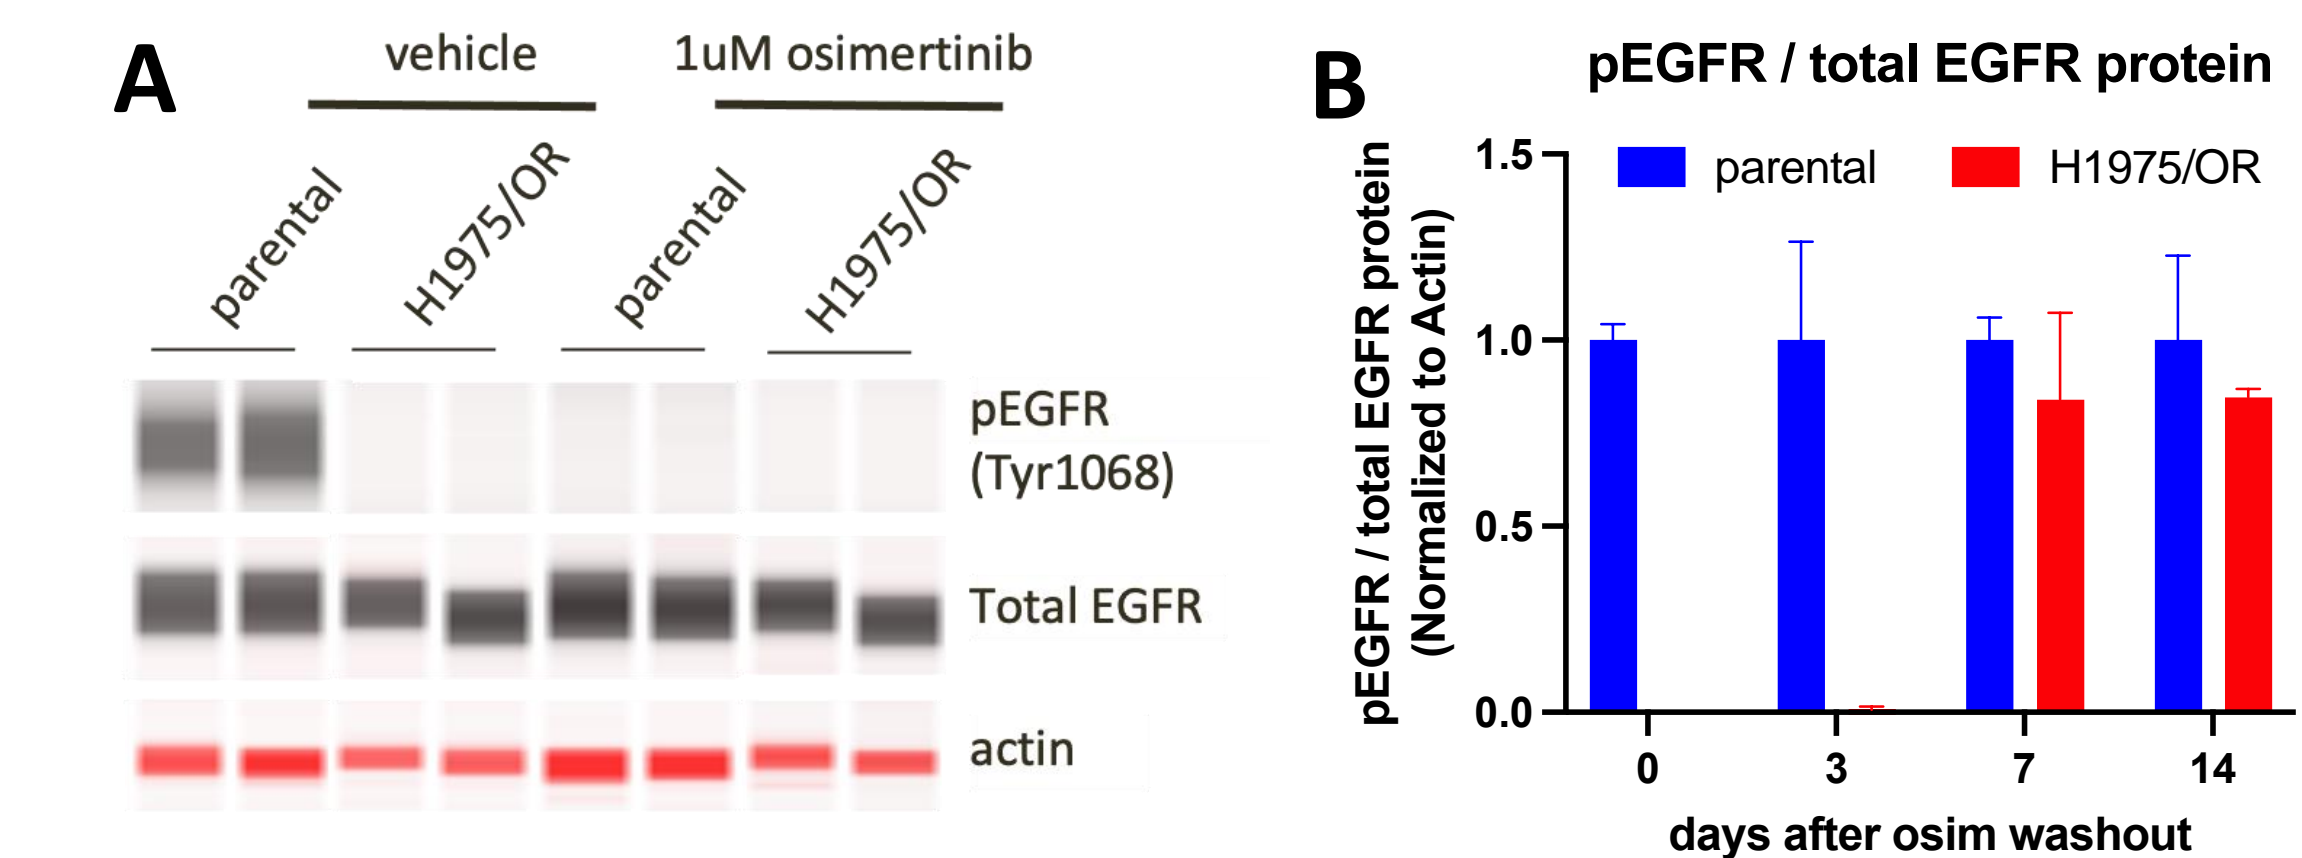 A
vehicle
1uM osimertinib
parental
H1975/OR
parental
H1975/OR
pEGFR
(Tyr1068)
Total EGFR
actin
B
pEGFR / total EGFR protein
parental
H1975/OR
pEGFR / total EGFR protein
(Normalized to Actin)
1.5
1.0
0.5
0.0
0 3 7 14
days after osim washout